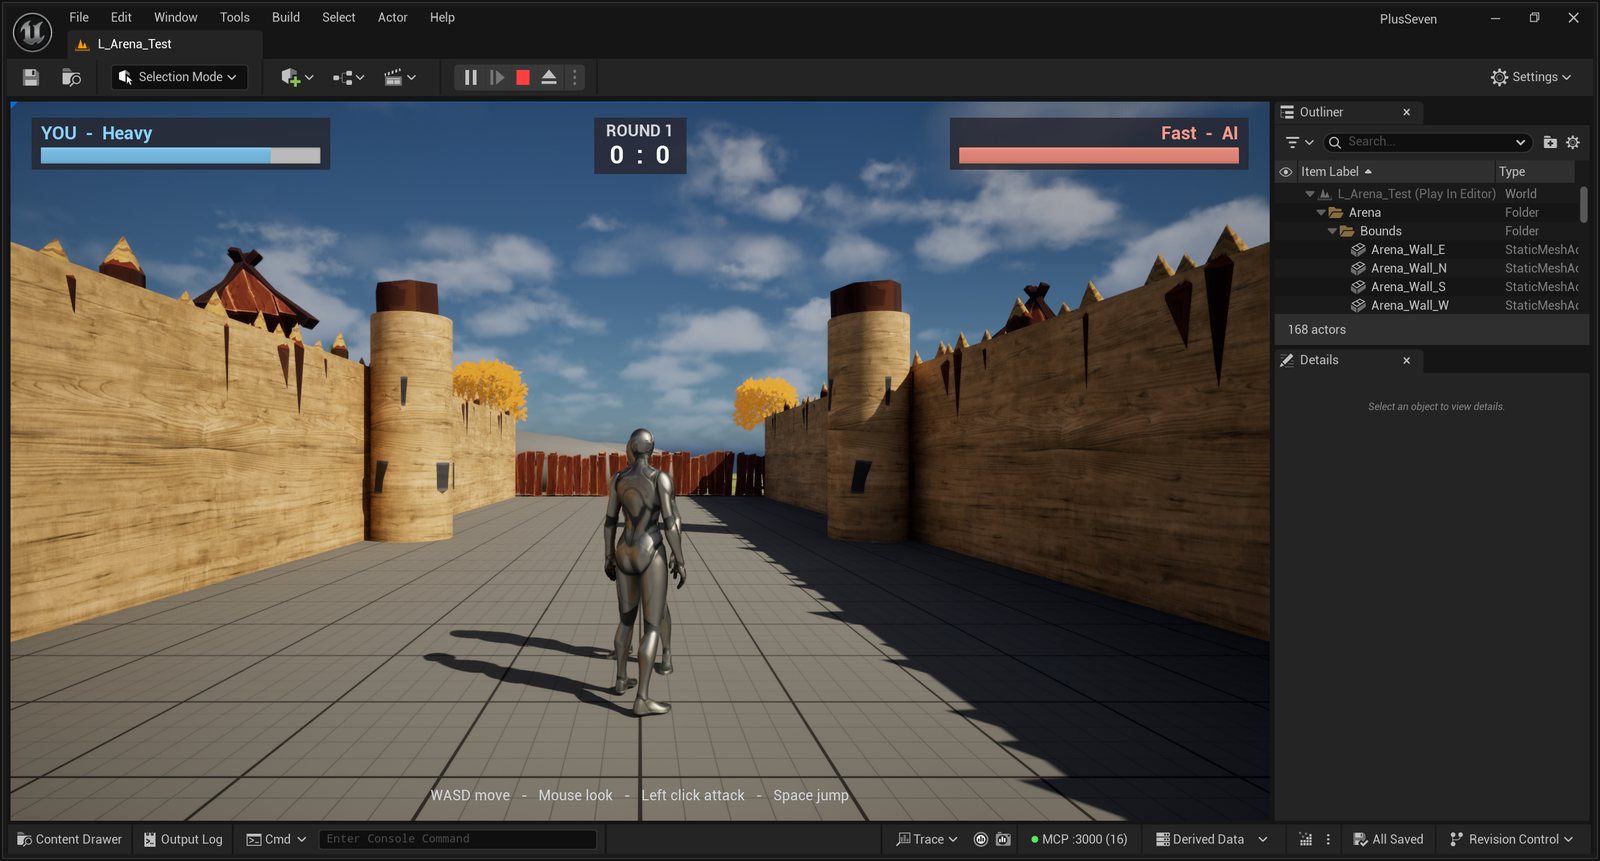 File Edit Window Tools Build Select Actor Help
PlusSeven
L_Arena_Test
Selection Mode
Settings
YOU - Heavy
ROUND 1
0 : 0
Fast - AI
WASD move - Mouse look - Left click attack - Space jump
Outliner
Search...
Item Label Type
L_Arena_Test (Play In Editor) World
Arena Folder
Bounds Folder
Arena_Wall_E StaticMeshAc
Arena_Wall_N StaticMeshAc
Arena_Wall_S StaticMeshAc
Arena_Wall_W StaticMeshAc
168 actors
Details
Select an object to view details.
Content Drawer Output Log Cmd Enter Console Command Trace MCP :3000 (16) Derived Data All Saved Revision Control